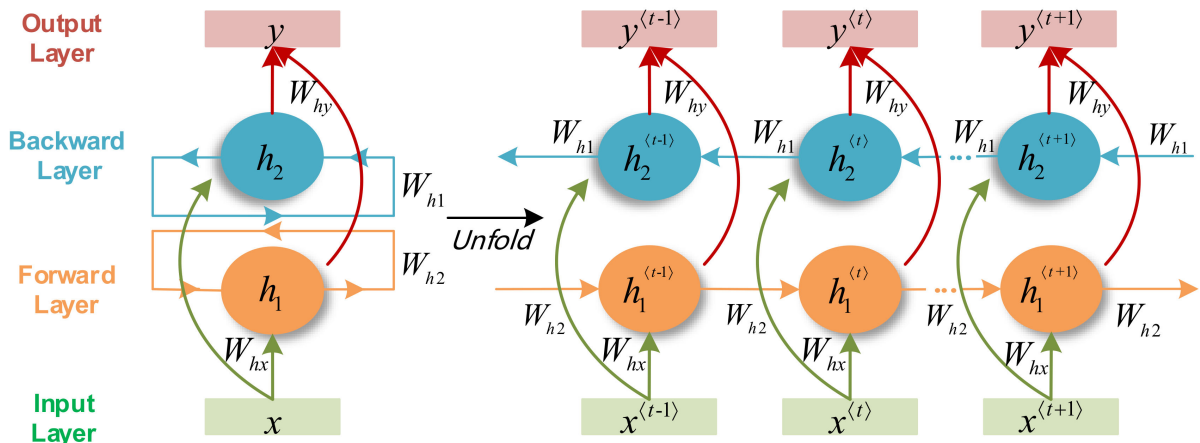 Output
Layer
y
y⟨t-1⟩
y⟨t⟩
y⟨t+1⟩
W_hy
W_hy
W_hy
W_hy
Backward
Layer
h_2
W_h1
W_h1
h_2⟨t-1⟩
W_h1
h_2⟨t⟩
...
W_h1
h_2⟨t+1⟩
W_h1
Unfold
Forward
Layer
h_1
W_h2
W_h2
h_1⟨t-1⟩
W_h2
h_1⟨t⟩
...
W_h2
h_1⟨t+1⟩
W_h2
W_hx
W_hx
W_hx
W_hx
Input
Layer
x
x⟨t-1⟩
x⟨t⟩
x⟨t+1⟩